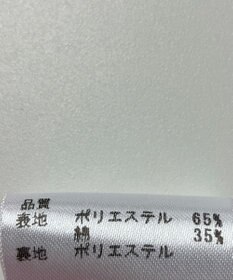 品質
表地 ポリエステル 65%
綿 35%
裏地 ポリエステル